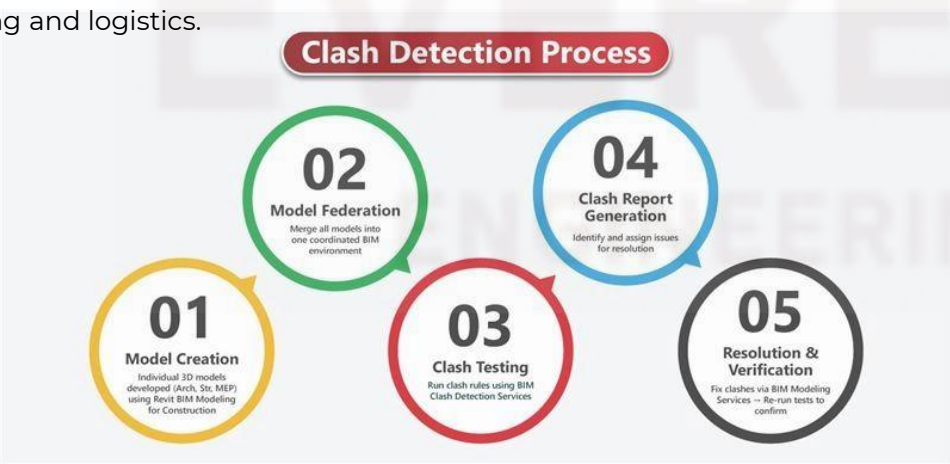 g and logistics.
Clash Detection Process
01
Model Creation
Individual 3D models
developed (Arch, Str, MEP)
using Revit BIM Modeling
for Construction
02
Model Federation
Merge all models into
one coordinated BIM
environment
03
Clash Testing
Run clash rules using BIM
Clash Detection Services
04
Clash Report
Generation
Identify and assign issues
for resolution
05
Resolution &
Verification
Fix clashes via BIM Modeling
Services → Re-run tests to
confirm
EVERE
ENGINEERI